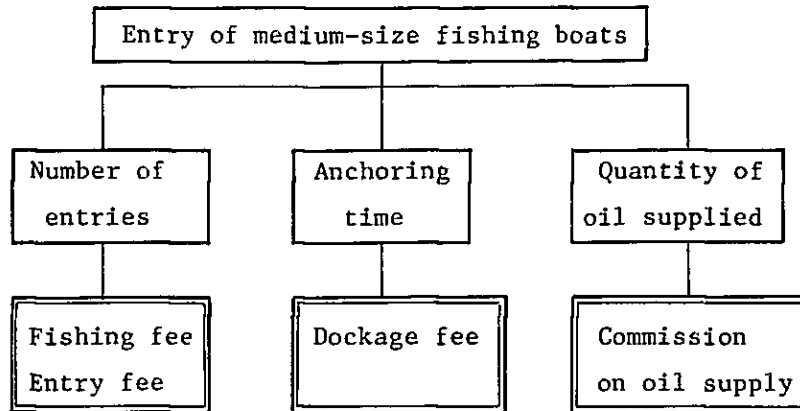 Entry of medium-size fishing boats
Number of
entries
Anchoring
time
Quantity of
oil supplied
Fishing fee
Entry fee
Dockage fee
Commission
on oil supply